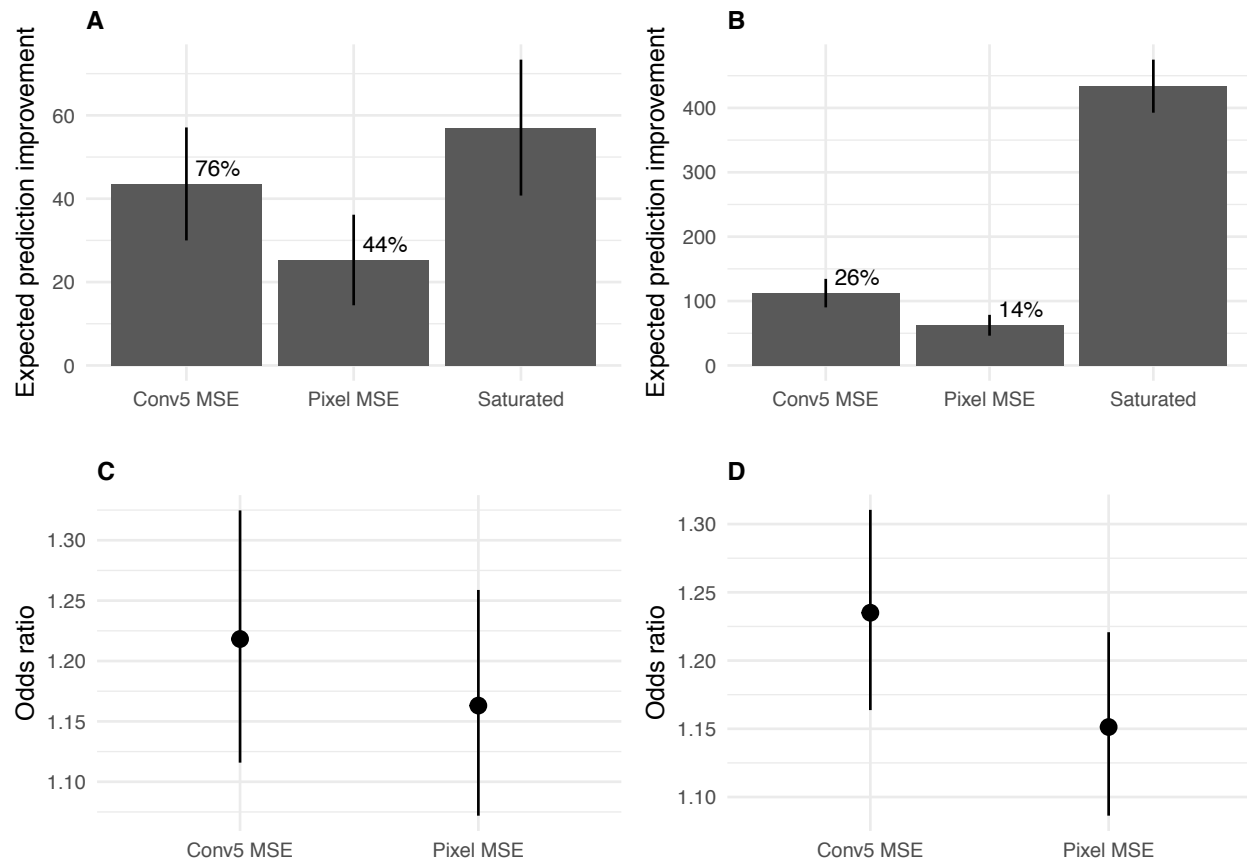 A
Expected prediction improvement
60
40
20
0
76%
44%
Conv5 MSE Pixel MSE Saturated
B
Expected prediction improvement
400
300
200
100
0
26%
14%
Conv5 MSE Pixel MSE Saturated
C
Odds ratio
1.30
1.25
1.20
1.15
1.10
Conv5 MSE Pixel MSE
D
Odds ratio
1.30
1.25
1.20
1.15
1.10
Conv5 MSE Pixel MSE